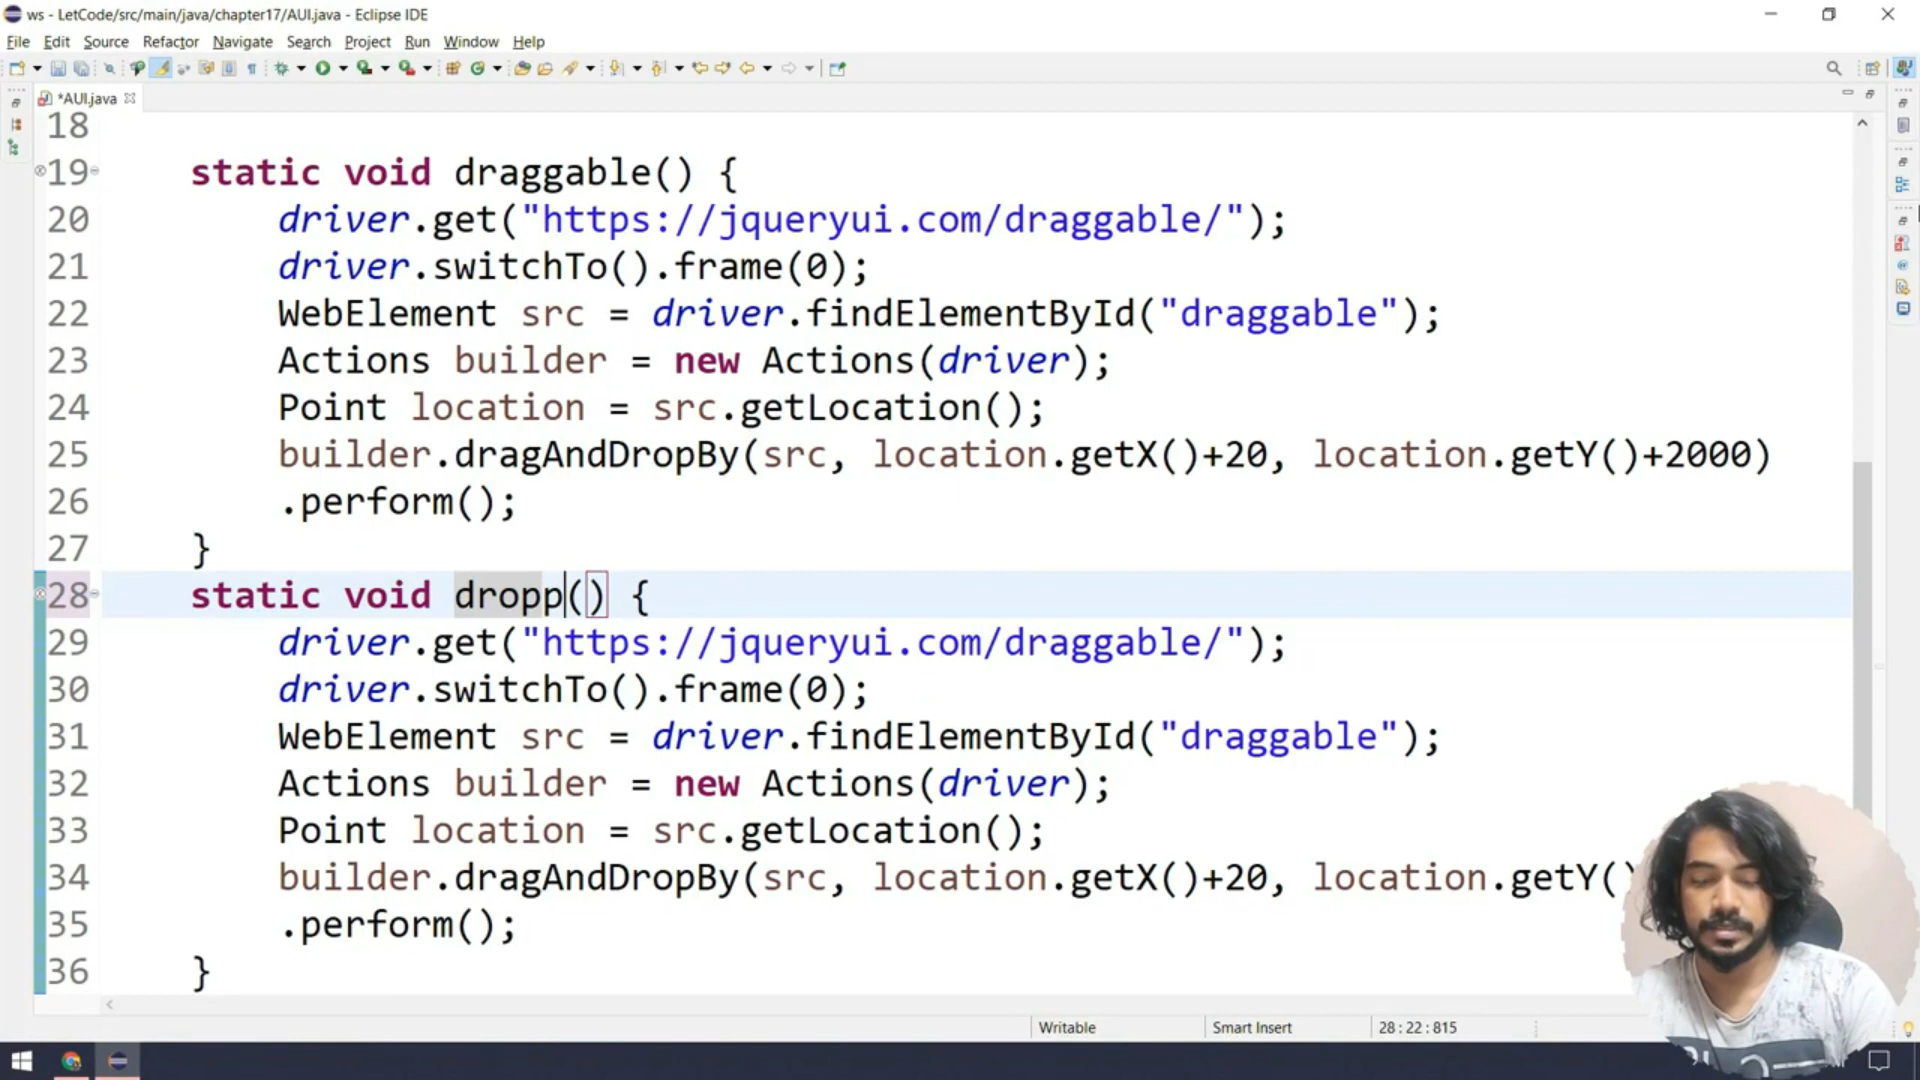 ws - LetCode/src/main/java/chapter17/AUI.java - Eclipse IDE
File Edit Source Refactor Navigate Search Project Run Window Help
*AUI.java
18
19 static void draggable() {
20 driver.get("https://jqueryui.com/draggable/");
21 driver.switchTo().frame(0);
22 WebElement src = driver.findElementById("draggable");
23 Actions builder = new Actions(driver);
24 Point location = src.getLocation();
25 builder.dragAndDropBy(src, location.getX()+20, location.getY()+2000)
26 .perform();
27 }
28 static void dropp() {
29 driver.get("https://jqueryui.com/draggable/");
30 driver.switchTo().frame(0);
31 WebElement src = driver.findElementById("draggable");
32 Actions builder = new Actions(driver);
33 Point location = src.getLocation();
34 builder.dragAndDropBy(src, location.getX()+20, location.getY()
35 .perform();
36 }
Writable Smart Insert 28 : 22 : 815